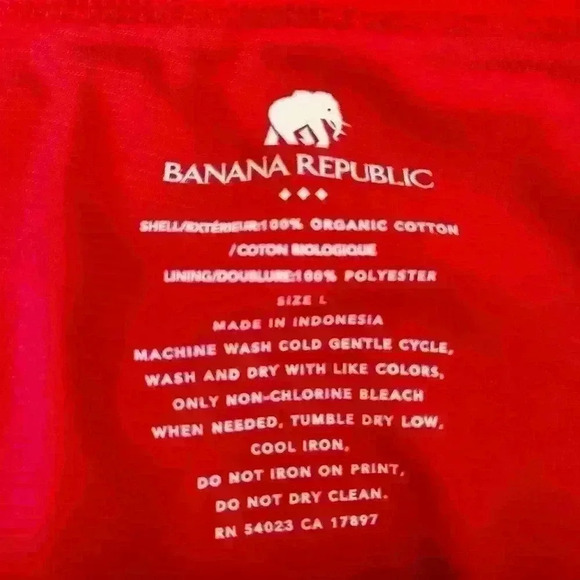 BANANA REPUBLIC
SHELL/EXTÉRIEUR:100% ORGANIC COTTON
/COTON BIOLOGIQUE
LINING/DOUBLURE:100% POLYESTER
SIZE L
MADE IN INDONESIA
MACHINE WASH COLD GENTLE CYCLE,
WASH AND DRY WITH LIKE COLORS,
ONLY NON-CHLORINE BLEACH
WHEN NEEDED, TUMBLE DRY LOW,
COOL IRON,
DO NOT IRON ON PRINT,
DO NOT DRY CLEAN.
RN 54023 CA 17897